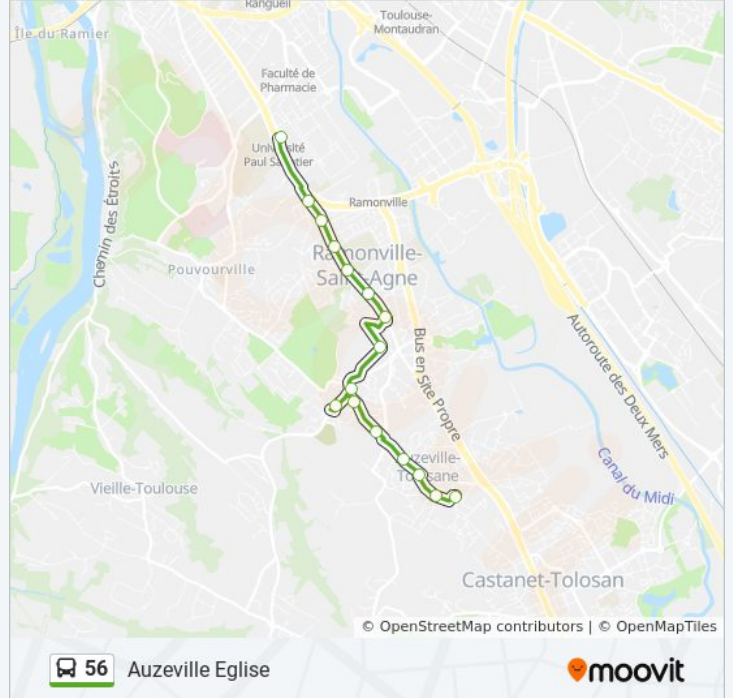 Rangueil
Toulouse-
Montaudran
Île du Ramier
Faculté de
Pharmacie
Université
Paul Sabatier
Chemin des Étroits
Ramonville
Ramonville-
Saint-Agne
Pouvourville
Bus en Site Propre
Autoroute des Deux Mers
Auzeville-
Tolosane
Canal du Midi
Vieille-Toulouse
Castanet-Tolosan
© OpenStreetMap contributors | © OpenMapTiles
56 Auzeville Eglise
moovit